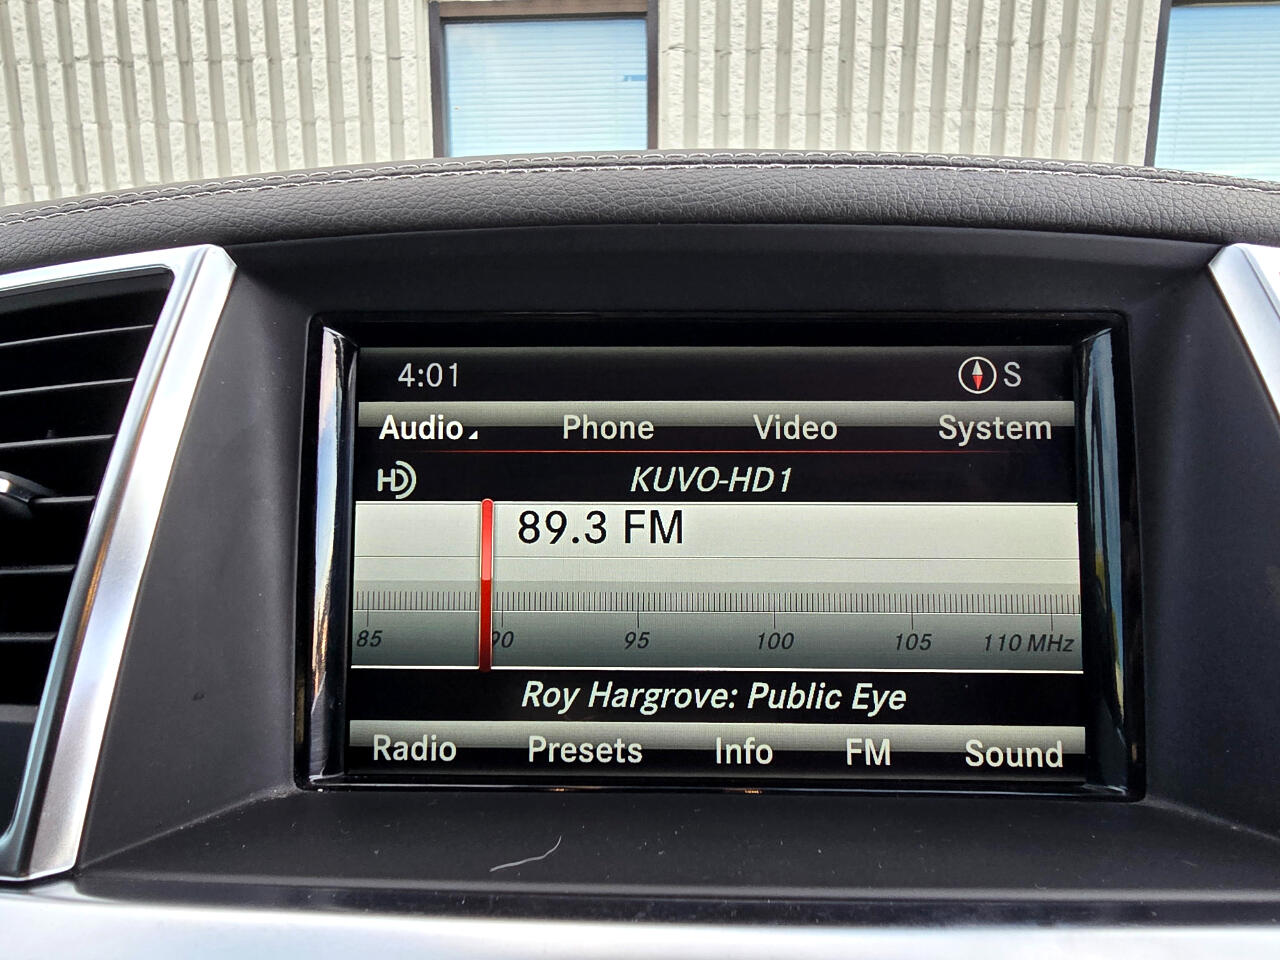 4:01 S
Audio Phone Video System
HD KUVO-HD1
89.3 FM
85 90 95 100 105 110 MHz
Roy Hargrove: Public Eye
Radio Presets Info FM Sound